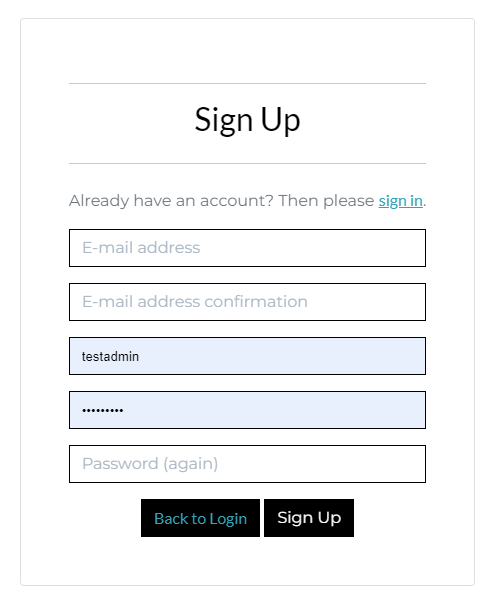 Sign Up
Already have an account? Then please sign in.
E-mail address
E-mail address confirmation
testadmin
•••••••••
Password (again)
Back to Login
Sign Up